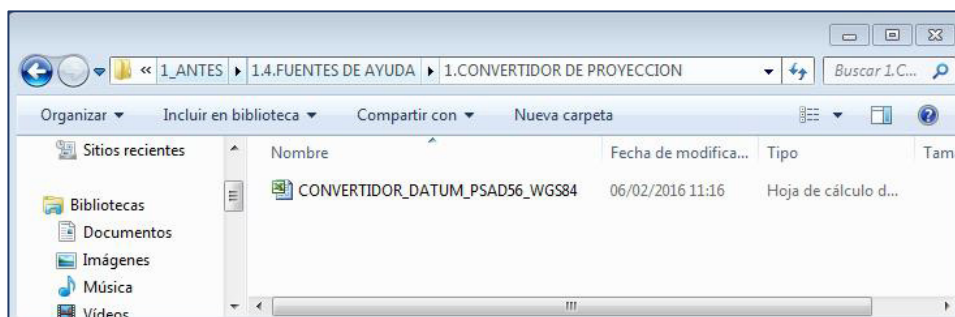 « 1_ANTES 1.4.FUENTES DE AYUDA 1.CONVERTIDOR DE PROYECCION Buscar 1.C...
Organizar Incluir en biblioteca Compartir con Nueva carpeta
Sitios recientes Nombre Fecha de modifica... Tipo Tam
CONVERTIDOR_DATUM_PSAD56_WGS84 06/02/2016 11:16 Hoja de cálculo d...
Bibliotecas
Documentos
Imágenes
Música
Vídeos